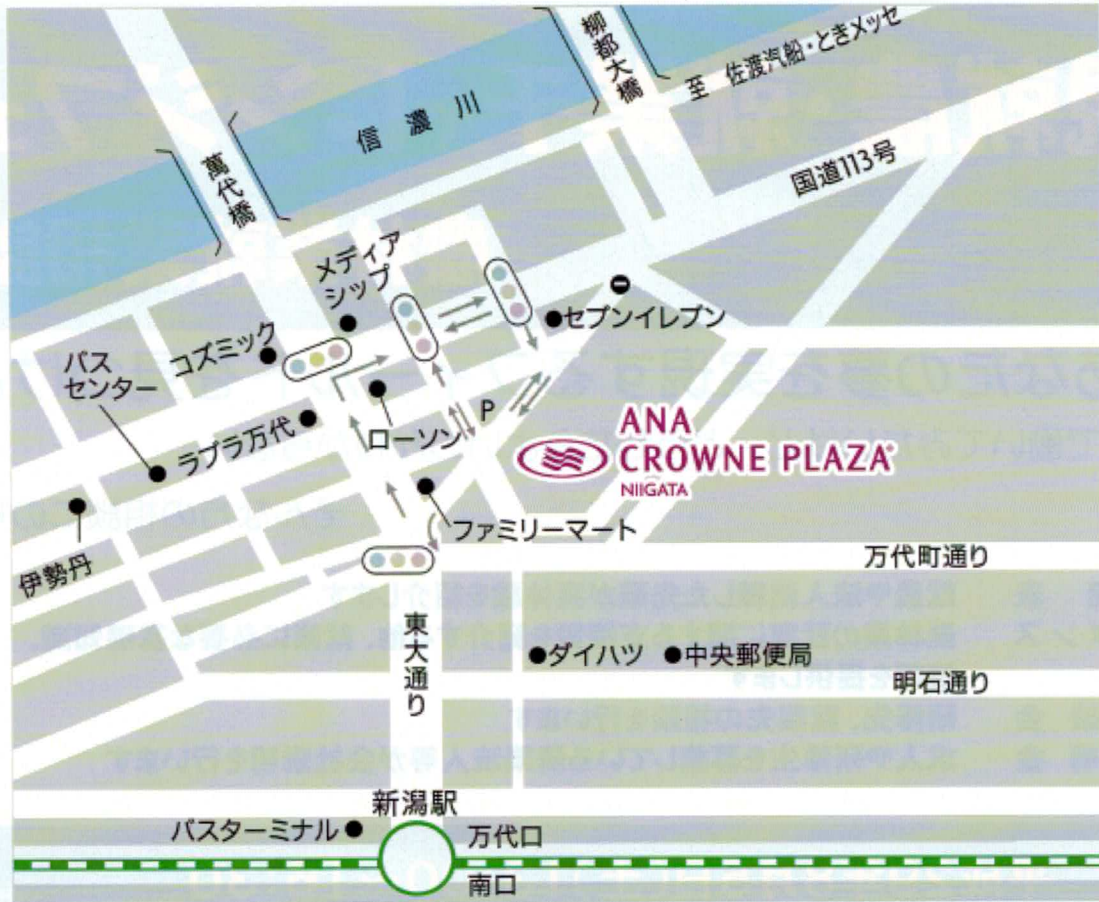 柳都大橋
至 佐渡汽船・ときメッセ
信濃川
萬代橋
国道113号
メディア
シップ
セブンイレブン
コズミック
バス
センター
ラブラ万代
ローソン
P
ANA
CROWNE PLAZA
NIIGATA
ファミリーマート
伊勢丹
万代町通り
東大通り
ダイハツ
中央郵便局
明石通り
新潟駅
バスターミナル
万代口
南口